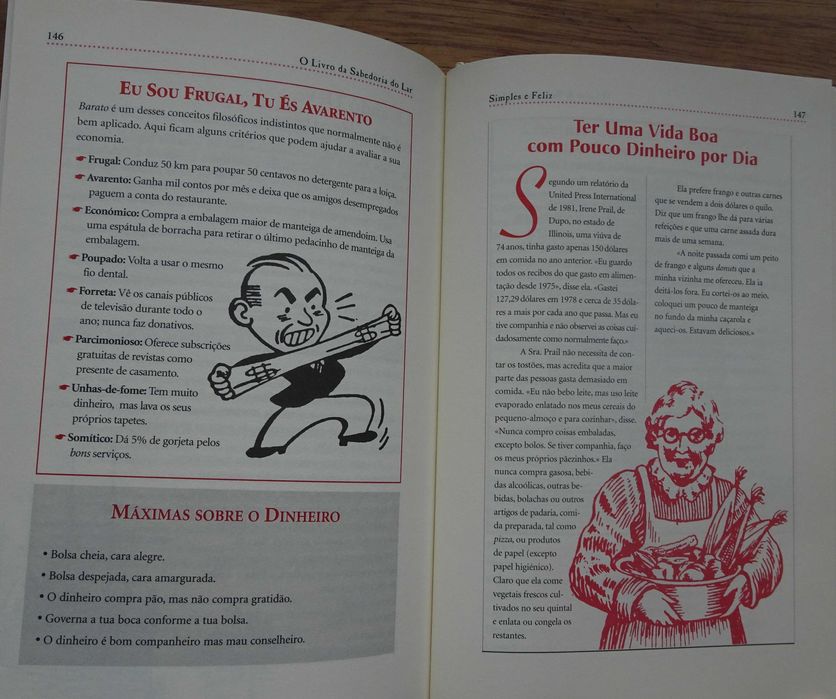 146
O Livro da Sabedoria do Lar
EU SOU FRUGAL, TU ÉS AVARENTO
Barato é um desses conceitos filosóficos indistintos que normalmente não é
bem aplicado. Aqui ficam alguns critérios que podem ajudar a avaliar a sua
economia.
Frugal: Conduz 50 km para poupar 50 centavos no detergente para a loiça.
Avarento: Ganha mil contos por mês e deixa que os amigos desempregados
paguem a conta do restaurante.
Económico: Compra a embalagem maior de manteiga de amendoim. Usa
uma espátula de borracha para retirar o último pedacinho de manteiga da
embalagem.
Poupado: Volta a usar o mesmo
fio dental.
Forreta: Vê os canais públicos
de televisão durante todo o
ano; nunca faz donativos.
Parcimonioso: Oferece subscrições
gratuitas de revistas como
presente de casamento.
Unhas-de-fome: Tem muito
dinheiro, mas lava os seus
próprios tapetes.
Somítico: Dá 5% de gorjeta pelos
bons serviços.
MÁXIMAS SOBRE O DINHEIRO
• Bolsa cheia, cara alegre.
• Bolsa despejada, cara amargurada.
• O dinheiro compra pão, mas não compra gratidão.
• Governa a tua boca conforme a tua bolsa.
• O dinheiro é bom companheiro mas mau conselheiro.
Simples e Feliz
147
Ter Uma Vida Boa
com Pouco Dinheiro por Dia
Segundo um relatório da
United Press International
de 1981, Irene Prail, de
Dupo, no estado de
Illinois, uma viúva de
74 anos, tinha gasto apenas 150 dólares
em comida no ano anterior. «Eu guardo
todos os recibos do que gasto em alimen-
tação desde 1975», disse ela. «Gastei
127,29 dólares em 1978 e cerca de 35 dóla-
res a mais por cada ano que passa. Mas eu
tive companhia e não observei as coisas cui-
dadosamente como normalmente faço.»
A Sra. Prail não necessita de con-
tar os tostões, mas acredita que a maior
parte das pessoas gasta demasiado em
comida. «Eu não bebo leite, mas uso leite
evaporado enlatado nos meus cereais do
pequeno-almoço e para cozinhar», disse.
«Nunca compro coisas embaladas,
excepto bolos. Se tiver companhia, faço
os meus próprios pãezinhos.» Ela
nunca compra gasosa, bebi-
das alcoólicas, outras be-
bidas, bolachas ou outros
artigos de padaria, comi-
da preparada, tal como
pizza, ou produtos
de papel (excepto
papel higiénico).
Claro que ela come
vegetais frescos cul-
tivados no seu quintal
e enlata ou congela os
restantes.
Ela prefere frango e outras carnes
que se vendem a dois dólares o quilo.
Diz que um frango lhe dá para várias
refeições e que uma carne assada dura
mais de uma semana.
«A noite passada comi um peito
de frango e alguns donuts que a
minha vizinha me ofereceu. Ela ia
deitá-los fora. Eu cortei-os ao meio,
coloquei um pouco de manteiga
no fundo da minha caçarola e
aqueci-os. Estavam deliciosos.»